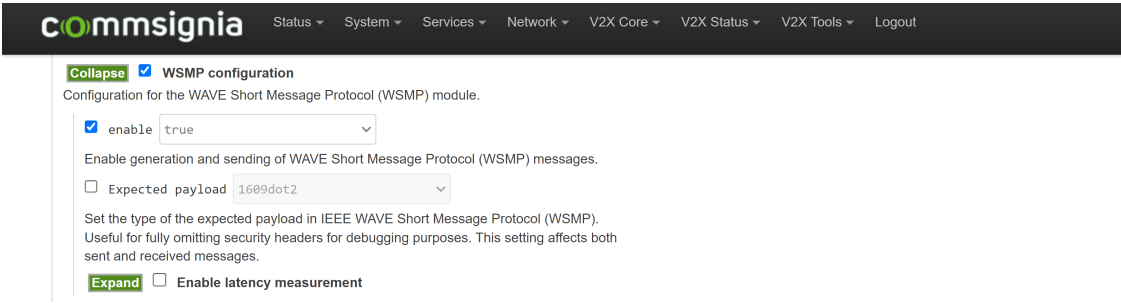 commsignia Status System Services Network V2X Core V2X Status V2X Tools Logout
Collapse WSMP configuration
Configuration for the WAVE Short Message Protocol (WSMP) module.
enable true
Enable generation and sending of WAVE Short Message Protocol (WSMP) messages.
Expected payload 1609dot2
Set the type of the expected payload in IEEE WAVE Short Message Protocol (WSMP).
Useful for fully omitting security headers for debugging purposes. This setting affects both
sent and received messages.
Expand Enable latency measurement